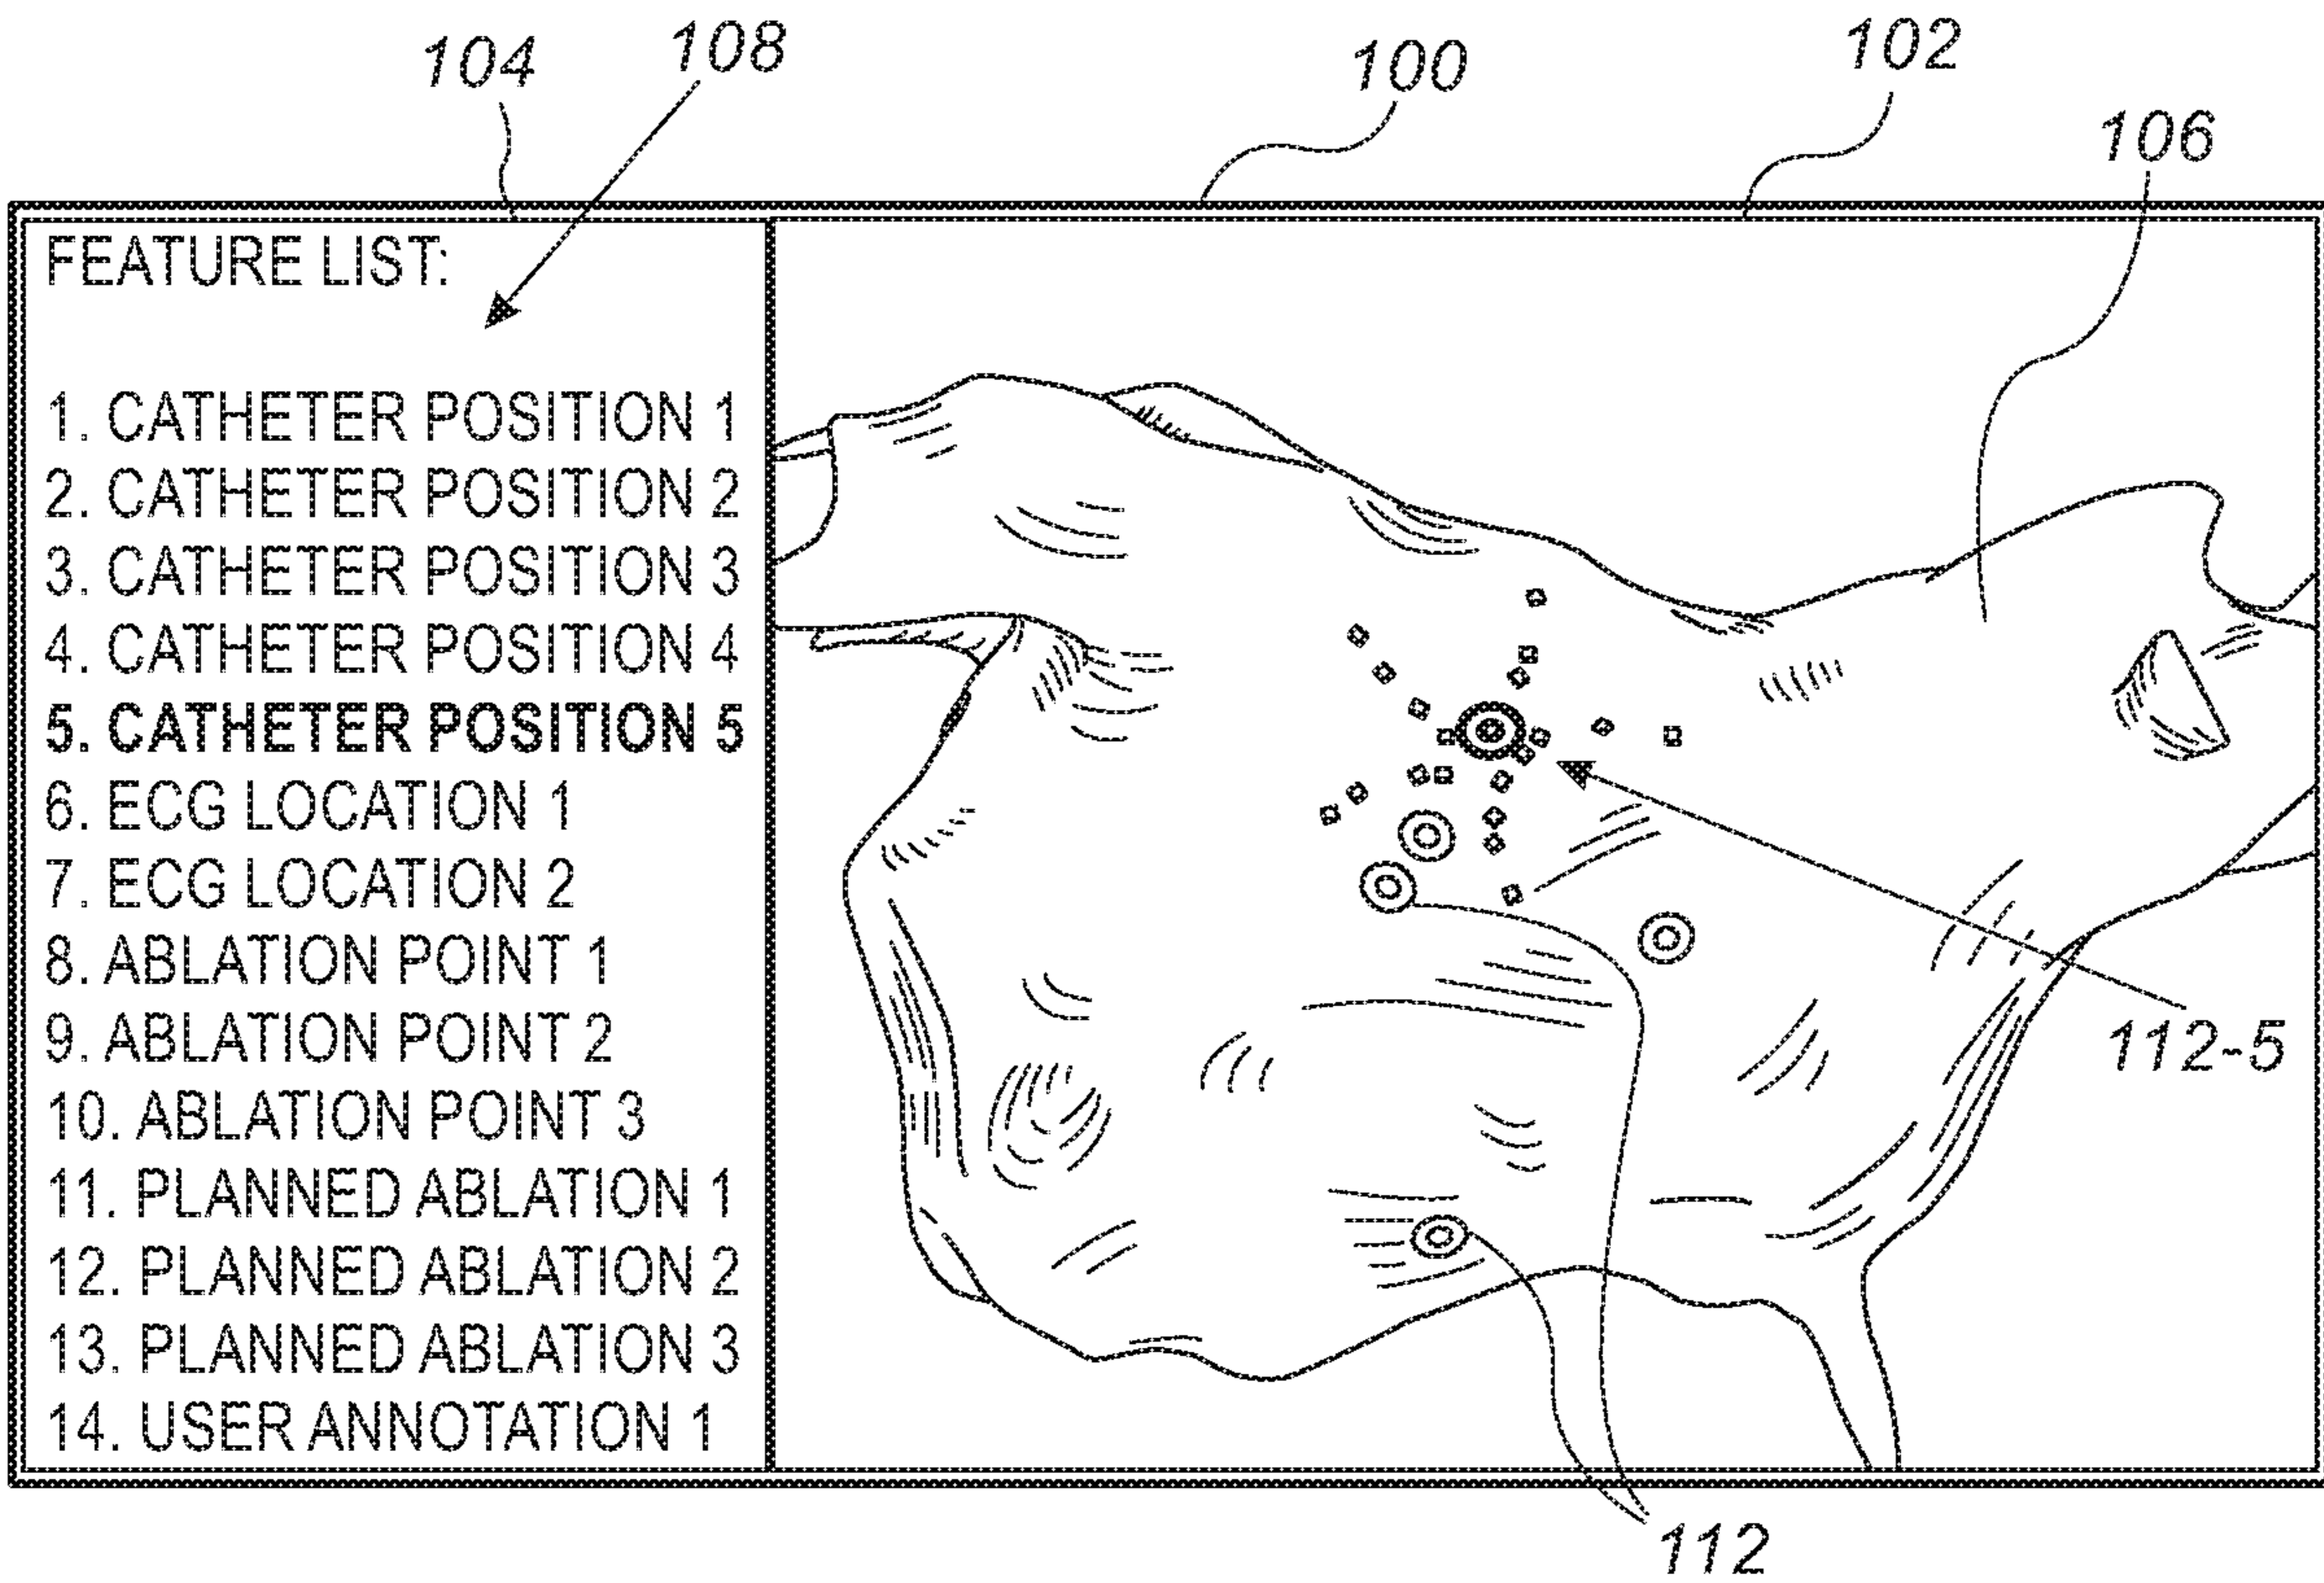 104
108
100
102
106
FEATURE LIST:
1. CATHETER POSITION 1
2. CATHETER POSITION 2
3. CATHETER POSITION 3
4. CATHETER POSITION 4
5. CATHETER POSITION 5
6. ECG LOCATION 1
7. ECG LOCATION 2
8. ABLATION POINT 1
9. ABLATION POINT 2
10. ABLATION POINT 3
11. PLANNED ABLATION 1
12. PLANNED ABLATION 2
13. PLANNED ABLATION 3
14. USER ANNOTATION 1
112-5
112